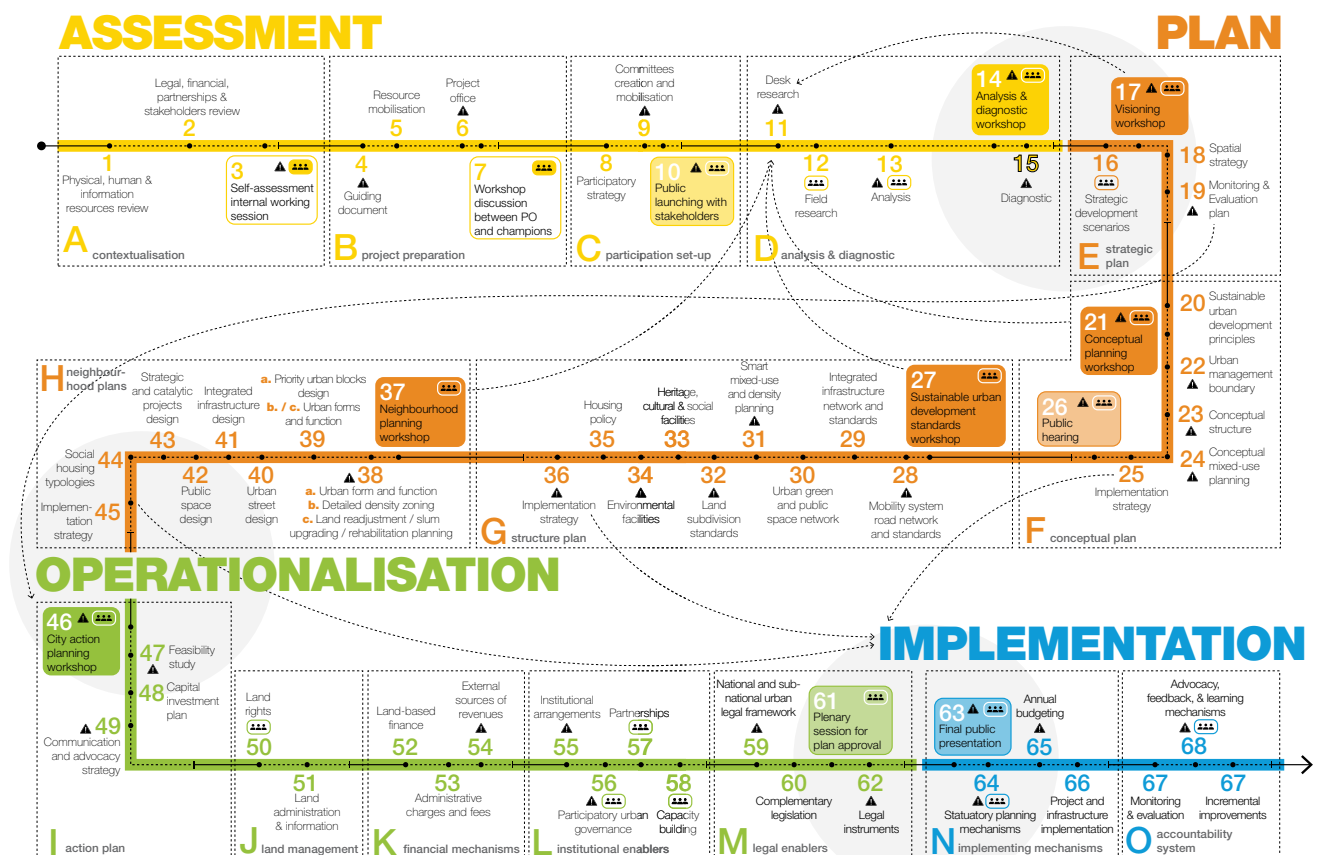 ASSESSMENT
PLAN
1
Physical, human &
information
resources review
Legal, financial,
partnerships &
stakeholders review
2
3
Self-assessment
internal working
session
A contextualisation
4
Guiding
document
Resource
mobilisation
5
Project
office
6
7
Workshop
discussion
between PO
and champions
B project preparation
8
Participatory
strategy
Committees
creation and
mobilisation
9
10
Public
launching with
stakeholders
C participation set-up
Desk
research
11
12
Field
research
13
Analysis
14
Analysis &
diagnostic
workshop
15
Diagnostic
D analysis & diagnostic
16
Strategic
development
scenarios
17
Visioning
workshop
18 Spatial
strategy
19 Monitoring &
Evaluation
plan
E strategic
plan
20 Sustainable
urban
development
principles
21
Conceptual
planning
workshop
22 Urban
management
boundary
23 Conceptual
structure
24 Conceptual
mixed-use
planning
25
Implementation
strategy
26
Public
hearing
F conceptual plan
27
Sustainable urban
development
standards
workshop
28
Mobility system
road network
and standards
Integrated
infrastructure
network and
standards
29
30
Urban green
and public
space network
Smart
mixed-use
and density
planning
31
32
Land
subdivision
standards
Heritage,
cultural & social
facilities
33
34
Environmental
facilities
Housing
policy
35
36
Implementation
strategy
G structure plan
H neighbour-
hood plans
37
Neighbourhood
planning
workshop
38
a. Urban form and function
b. Detailed density zoning
c. Land readjustment / slum
upgrading / rehabilitation planning
a. Priority urban blocks
design
b. / c. Urban forms
and function
39
40
Urban
street
design
Integrated
infrastructure
design
41
42
Public
space
design
Strategic
and catalytic
projects
design
43
Social
housing
typologies
44
Implemen-
tation
strategy
45
OPERATIONALISATION
46
City action
planning
workshop
47 Feasibility
study
48 Capital
investment
plan
49
Communication
and advocacy
strategy
I action plan
Land
rights
50
51
Land
administration
& information
J land management
Land-based
finance
52
53
Administrative
charges and fees
External
sources of
revenues
54
K financial mechanisms
Institutional
arrangements
55
56
Participatory urban
governance
Partnerships
57
58
Capacity
building
L institutional enablers
National and sub-
national urban
legal framework
59
60
Complementary
legislation
61
Plenary
session for
plan approval
62
Legal
instruments
M legal enablers
IMPLEMENTATION
63
Final public
presentation
64
Statuatory planning
mechanisms
Annual
budgeting
65
66
Project and
infrastructure
implementation
N implementing mechanisms
67
Monitoring
& evaluation
Advocacy,
feedback, & learning
mechanisms
68
67
Incremental
improvements
O accountability
system